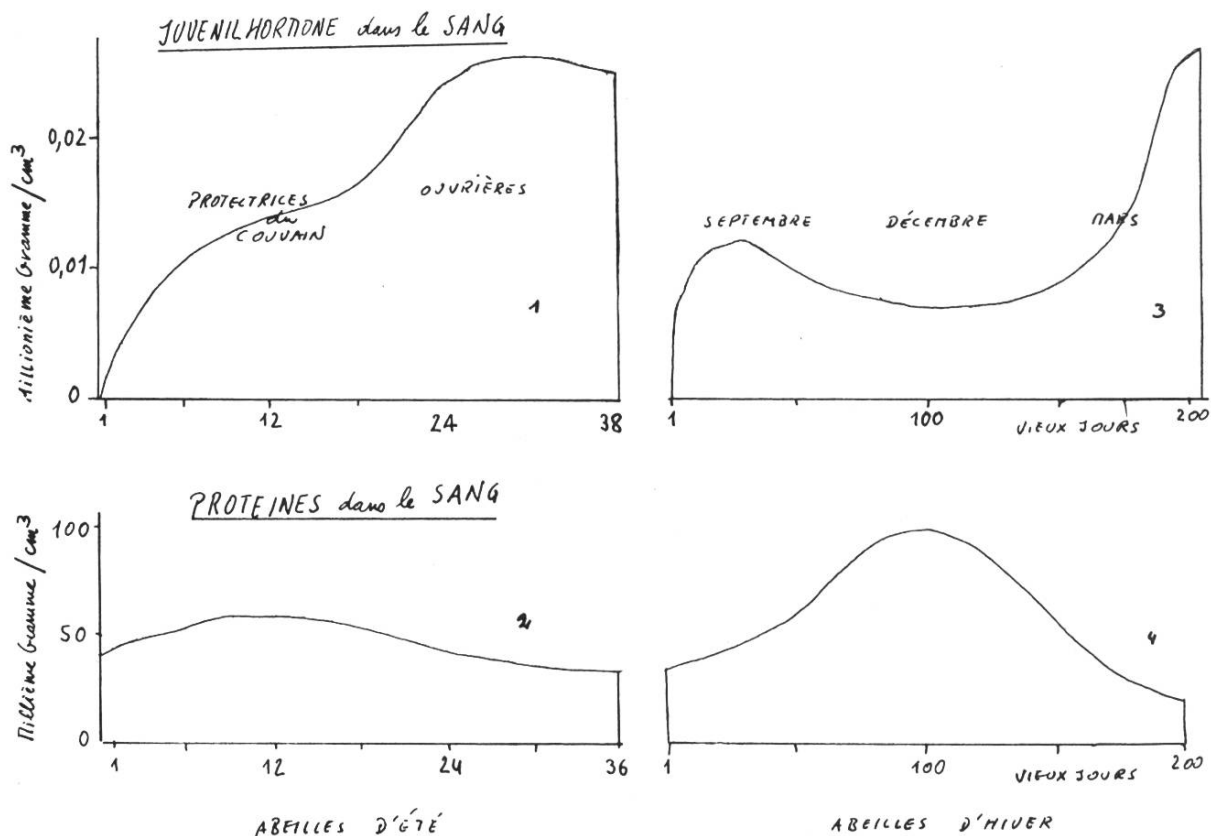 JUVENILHORMONE dans le SANG
Millionième Gramme/cm³
0,02
0,01
0
PROTECTRICES
du
COUVAIN
OUVRIÈRES
1
1
12
24
38
SEPTEMBRE
DÉCEMBRE
MARS
3
1
100
VIEUX JOURS
200
PROTEINES dans le SANG
Millième Gramme/cm³
100
50
0
2
1
12
24
36
4
1
100
VIEUX JOURS
200
ABEILLES D'ÉTÉ
ABEILLES D'HIVER